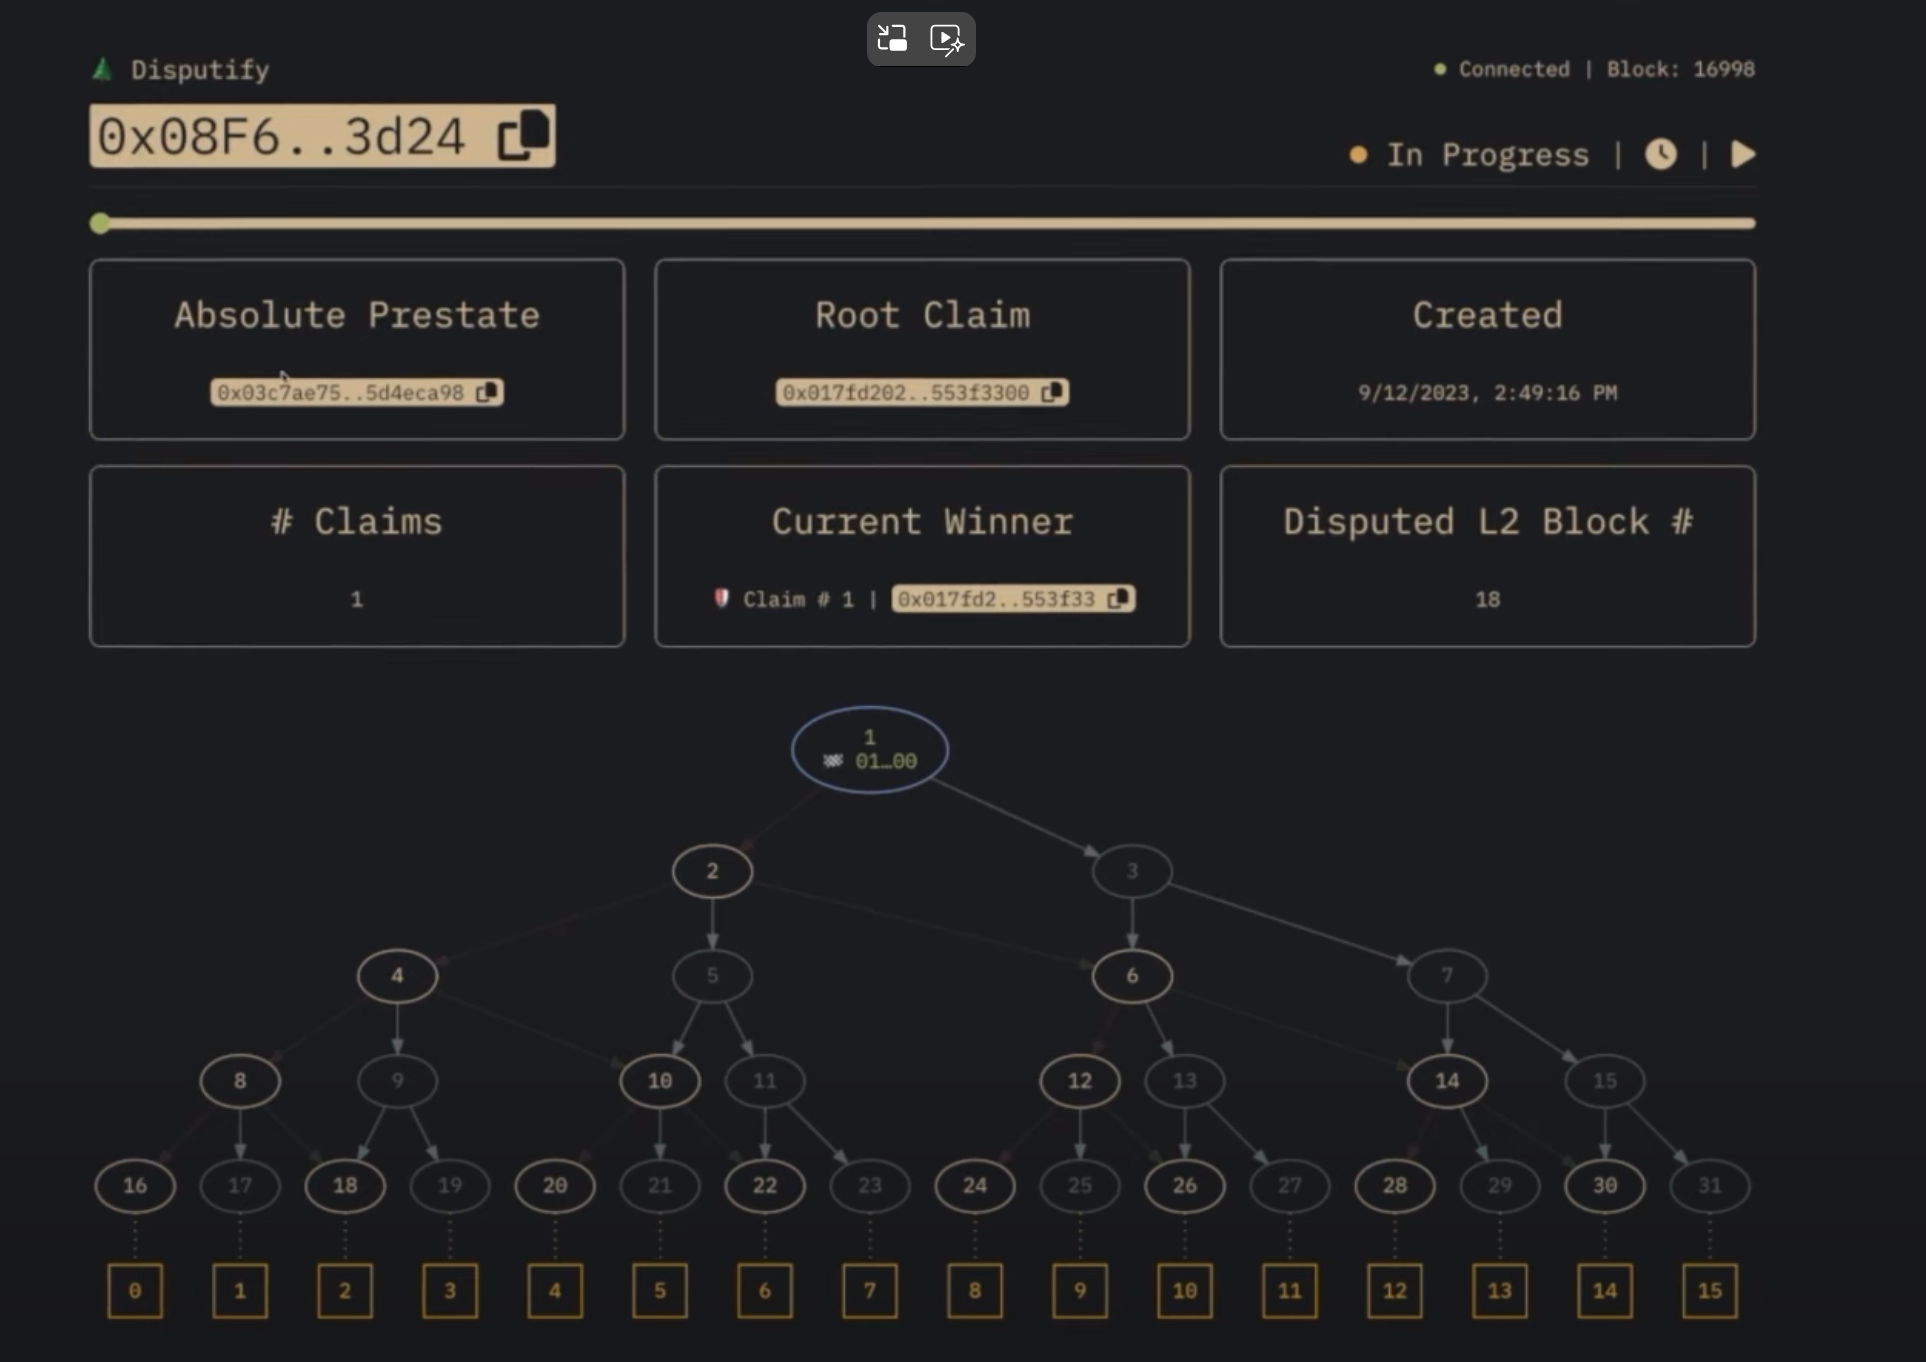 Disputify
Connected | Block: 16998
0x08F6..3d24
In Progress | |
Absolute Prestate
0x03c7ae75..5d4eca98
Root Claim
0x017fd202..553f3300
Created
9/12/2023, 2:49:16 PM
# Claims
1
Current Winner
Claim # 1 | 0x017fd2..553f33
Disputed L2 Block #
18
1
01…00
2 3
4 5 6 7
8 9 10 11 12 13 14 15
16 17 18 19 20 21 22 23 24 25 26 27 28 29 30 31
0 1 2 3 4 5 6 7 8 9 10 11 12 13 14 15